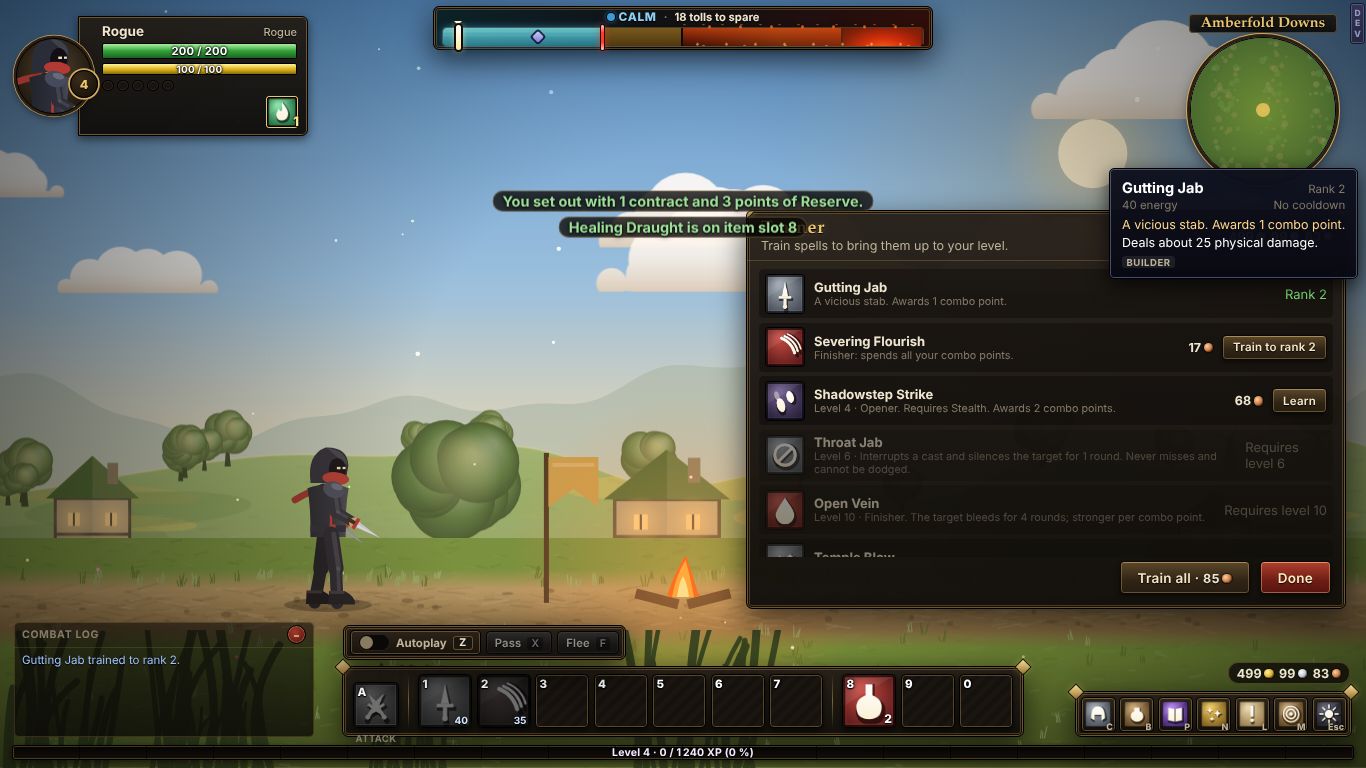 Rogue
Rogue
200 / 200
100 / 100
4
1
CALM · 18 tolls to spare
Amberfold Downs
D
E
V
You set out with 1 contract and 3 points of Reserve.
Healing Draught is on item slot 8
Train spells to bring them up to your level.
Gutting Jab
Rank 2
40 energy
No cooldown
A vicious stab. Awards 1 combo point.
Deals about 25 physical damage.
BUILDER
Gutting Jab
A vicious stab. Awards 1 combo point.
Rank 2
Severing Flourish
Finisher: spends all your combo points.
17
Train to rank 2
Shadowstep Strike
Level 4 · Opener. Requires Stealth. Awards 2 combo points.
68
Learn
Throat Jab
Level 6 · Interrupts a cast and silences the target for 1 round. Never misses and
cannot be dodged.
Requires
level 6
Open Vein
Level 10 · Finisher. The target bleeds for 4 rounds; stronger per combo point.
Requires level 10
Train all · 85
Done
COMBAT LOG
Gutting Jab trained to rank 2.
Autoplay Z
Pass X
Flee F
A
ATTACK
1
40
2
35
3
4
5
6
7
8
2
9
0
499 99 83
C
B
P
N
L
M
Esc
Level 4 · 0 / 1240 XP (0 %)